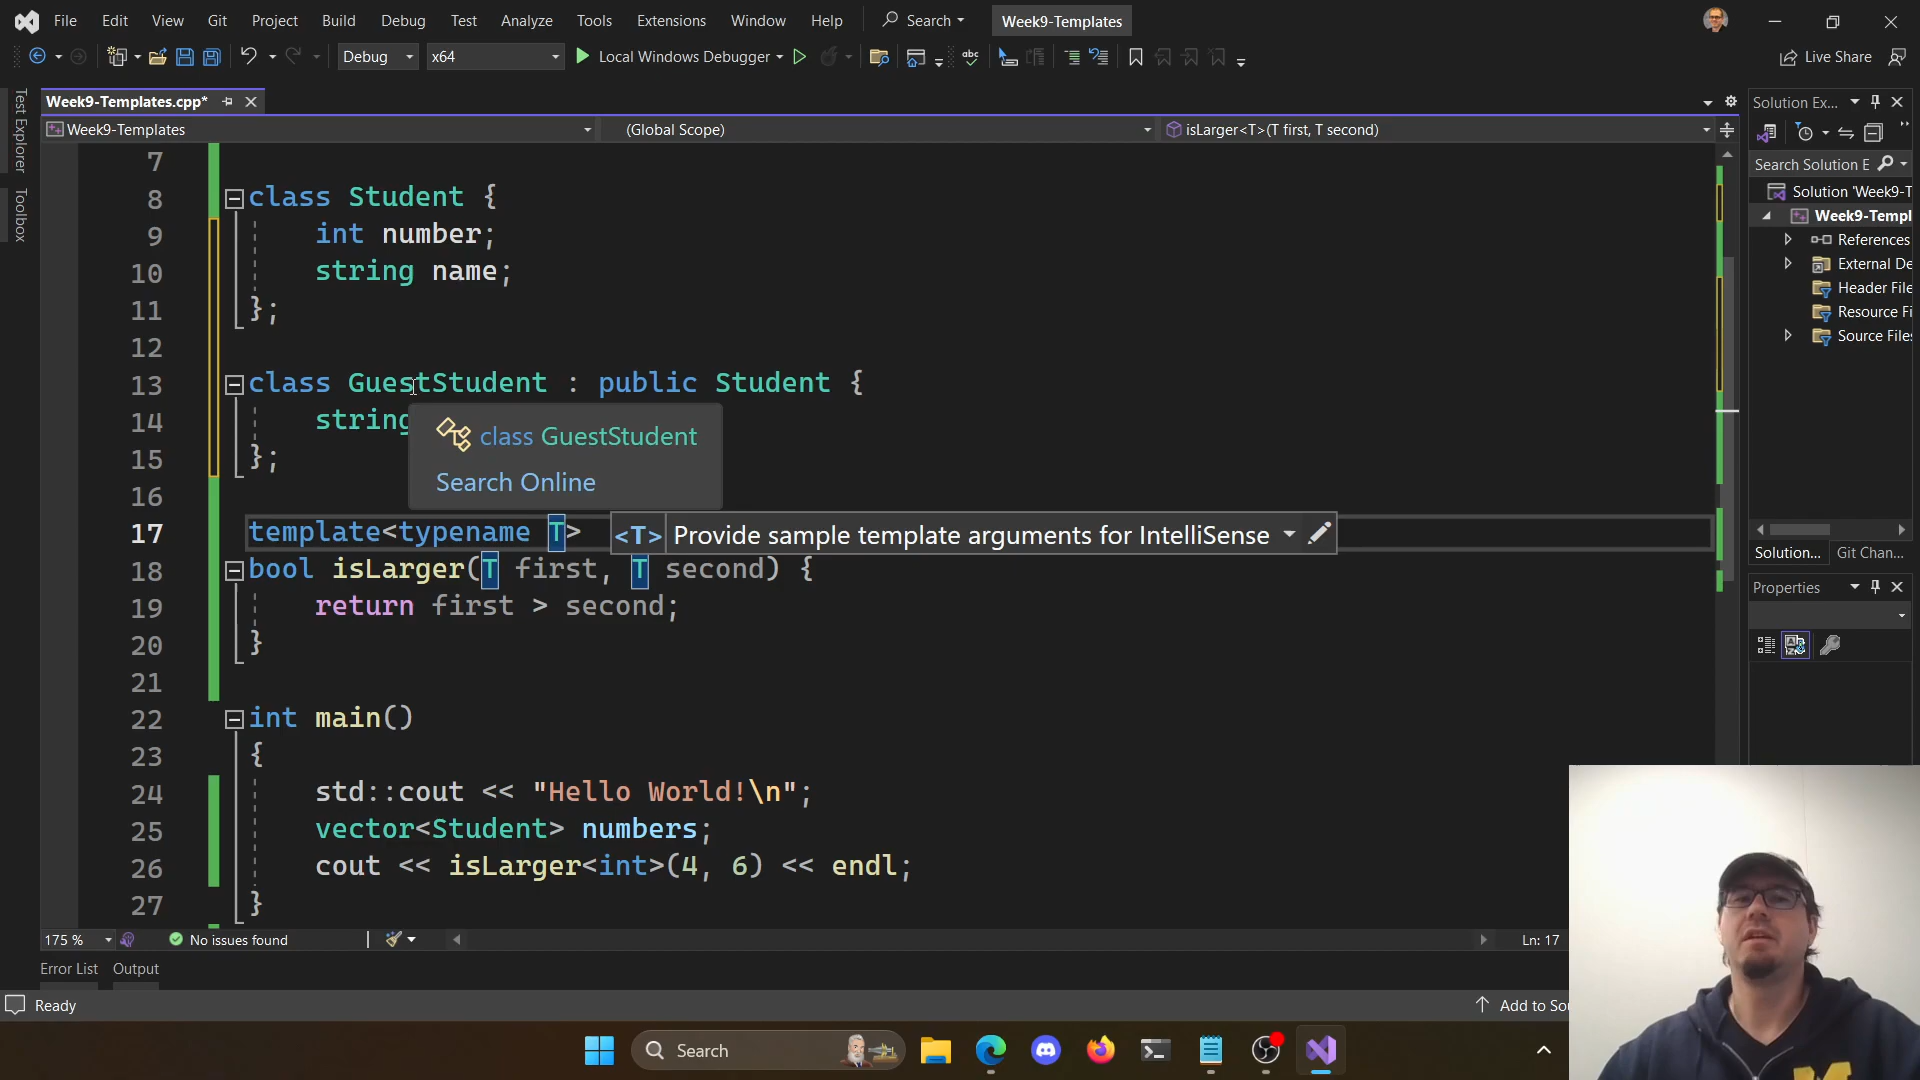 File Edit View Git Project Build Debug Test Analyze Tools Extensions Window Help Search Week9-Templates
Debug x64 Local Windows Debugger Live Share
Test Explorer
Toolbox
Week9-Templates.cpp*
Week9-Templates (Global Scope) isLarger<T>(T first, T second)
7
8 class Student {
9 int number;
10 string name;
11 };
12
13 class GuestStudent : public Student {
14 string
15 };
class GuestStudent
Search Online
16
17 template<typename T>
<T> Provide sample template arguments for IntelliSense
18 bool isLarger(T first, T second) {
19 return first > second;
20 }
21
22 int main()
23 {
24 std::cout << "Hello World!\n";
25 vector<Student> numbers;
26 cout << isLarger<int>(4, 6) << endl;
27 }
175 % No issues found Ln: 17
Error List Output
Ready Add to Sou
Solution Ex...
Search Solution E
Solution 'Week9-T
Week9-Templ
References
External De
Header File
Resource Fi
Source Files
Solution... Git Chan...
Properties
Search